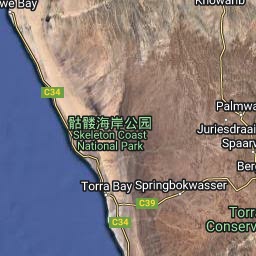 we Bay
Khowarib
C34
骷髅海岸公园
Skeleton Coast
National Park
Palmwa
Juriesdraai
Spaarw
Ber
Torra Bay
Springbokwasser
C39
Torra
Conserv
C34